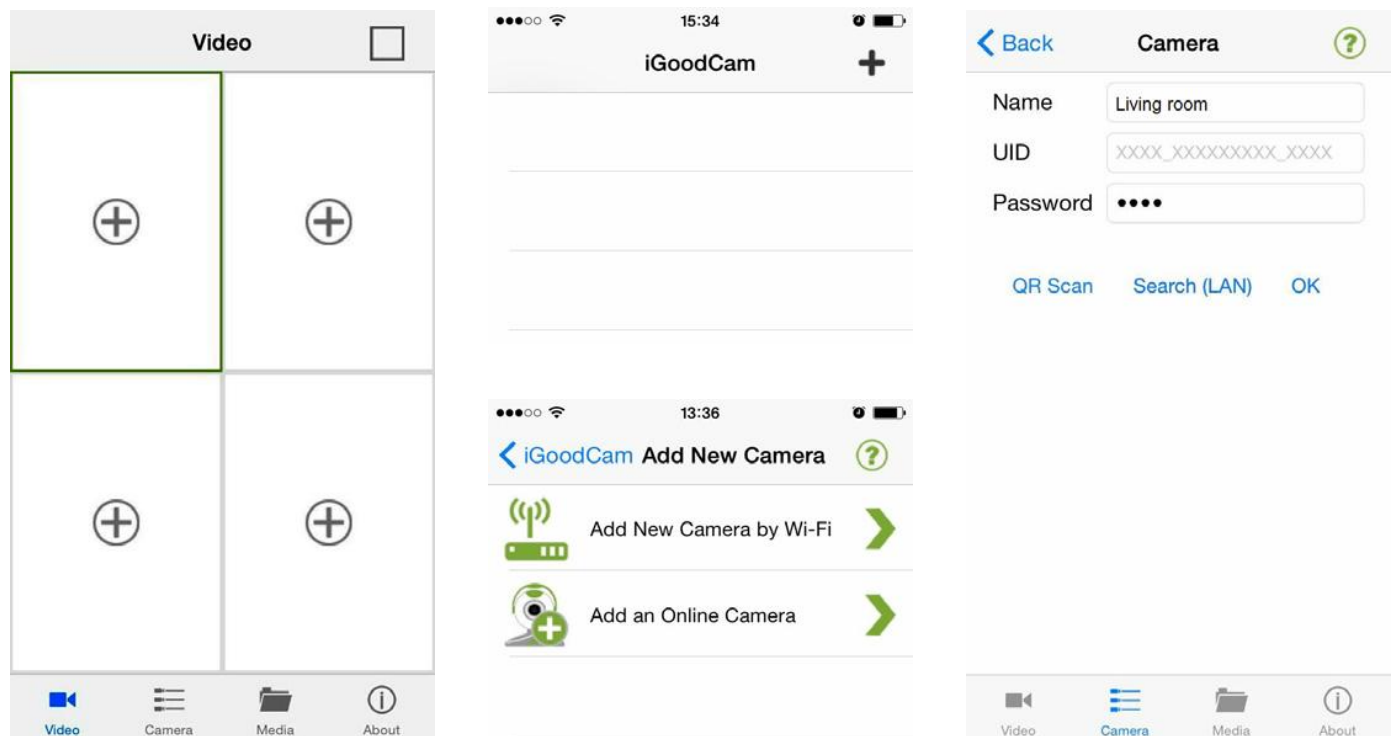 Video
Video
Camera
Media
About
15:34
iGoodCam
13:36
iGoodCam Add New Camera
Add New Camera by Wi-Fi
Add an Online Camera
Back Camera ?
Name Living room
UID XXXX_XXXXXXXXX_XXXX
Password ••••
QR Scan Search (LAN) OK
Video
Camera
Media
About